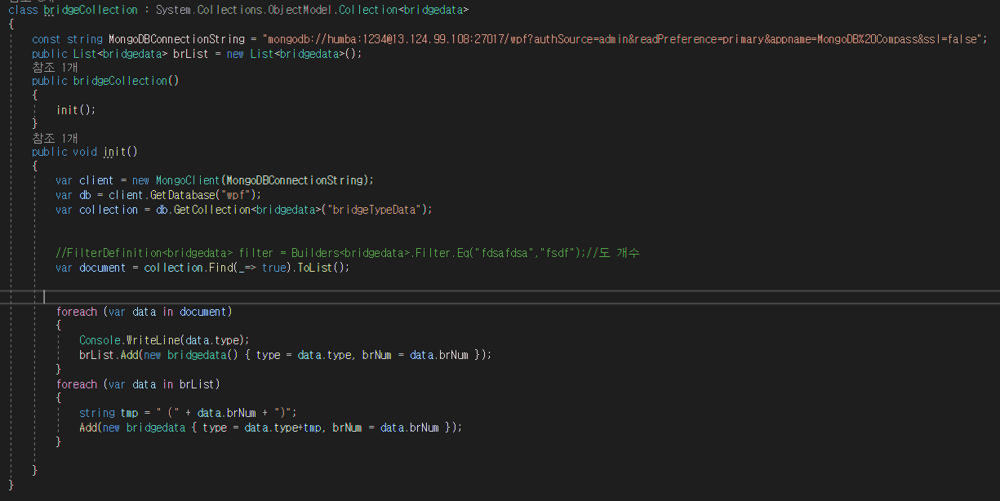 class bridgeCollection : System.Collections.ObjectModel.Collection<bridgedata>
{
const string MongoDBConnectionString = "mongodb://humba:1234@13.124.99.108:27017/wpf?authSource=admin&readPreference=primary&appname=MongoDB%20Compass&ssl=false";
public List<bridgedata> brList = new List<bridgedata>();
참조 1개
public bridgeCollection()
{
init();
}
참조 1개
public void init()
{
var client = new MongoClient(MongoDBConnectionString);
var db = client.GetDatabase("wpf");
var collection = db.GetCollection<bridgedata>("bridgeTypeData");
//FilterDefinition<bridgedata> filter = Builders<bridgedata>.Filter.Eq("fdsafdsa","fsdf");//도 개수
var document = collection.Find(_=> true).ToList();
foreach (var data in document)
{
Console.WriteLine(data.type);
brList.Add(new bridgedata() { type = data.type, brNum = data.brNum });
}
foreach (var data in brList)
{
string tmp = " (" + data.brNum + ")";
Add(new bridgedata { type = data.type+tmp, brNum = data.brNum });
}
}
}